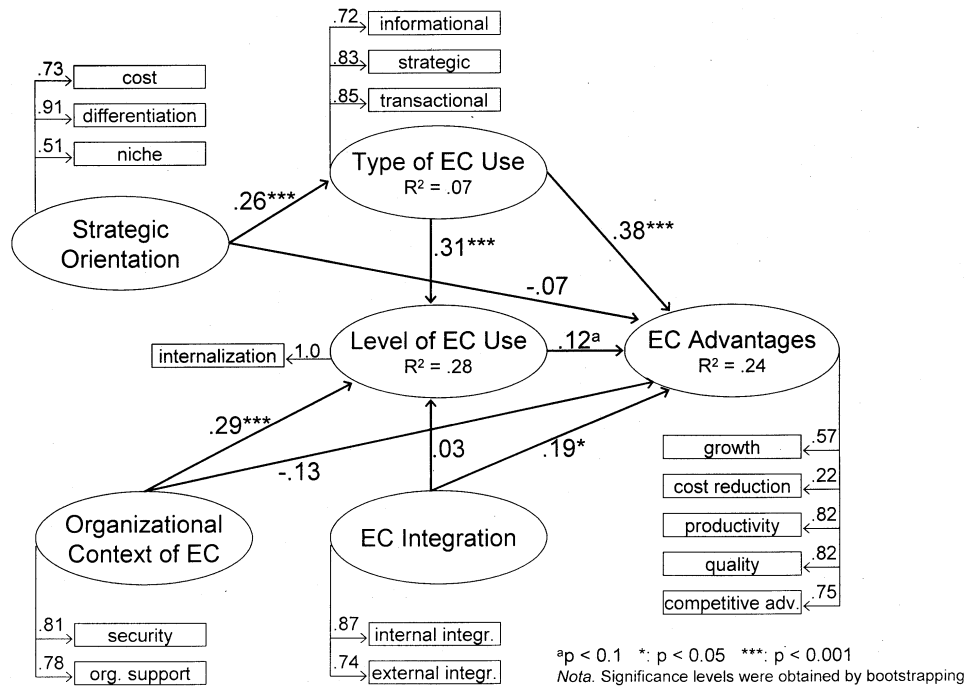 .72
informational
.83
strategic
.85
transactional
.73
cost
.91
differentiation
.51
niche
Type of EC Use
R² = .07
.26***
Strategic
Orientation
.31***
.38***
-.07
internalization
1.0
Level of EC Use
R² = .28
.12ᵃ
EC Advantages
R² = .24
.29***
-.13
.03
.19*
growth
.57
cost reduction
.22
productivity
.82
quality
.82
competitive adv.
.75
Organizational
Context of EC
EC Integration
.81
security
.78
org. support
.87
internal integr.
.74
external integr.
ᵃp < 0.1 *: p < 0.05 ***: p < 0.001
Nota. Significance levels were obtained by bootstrapping